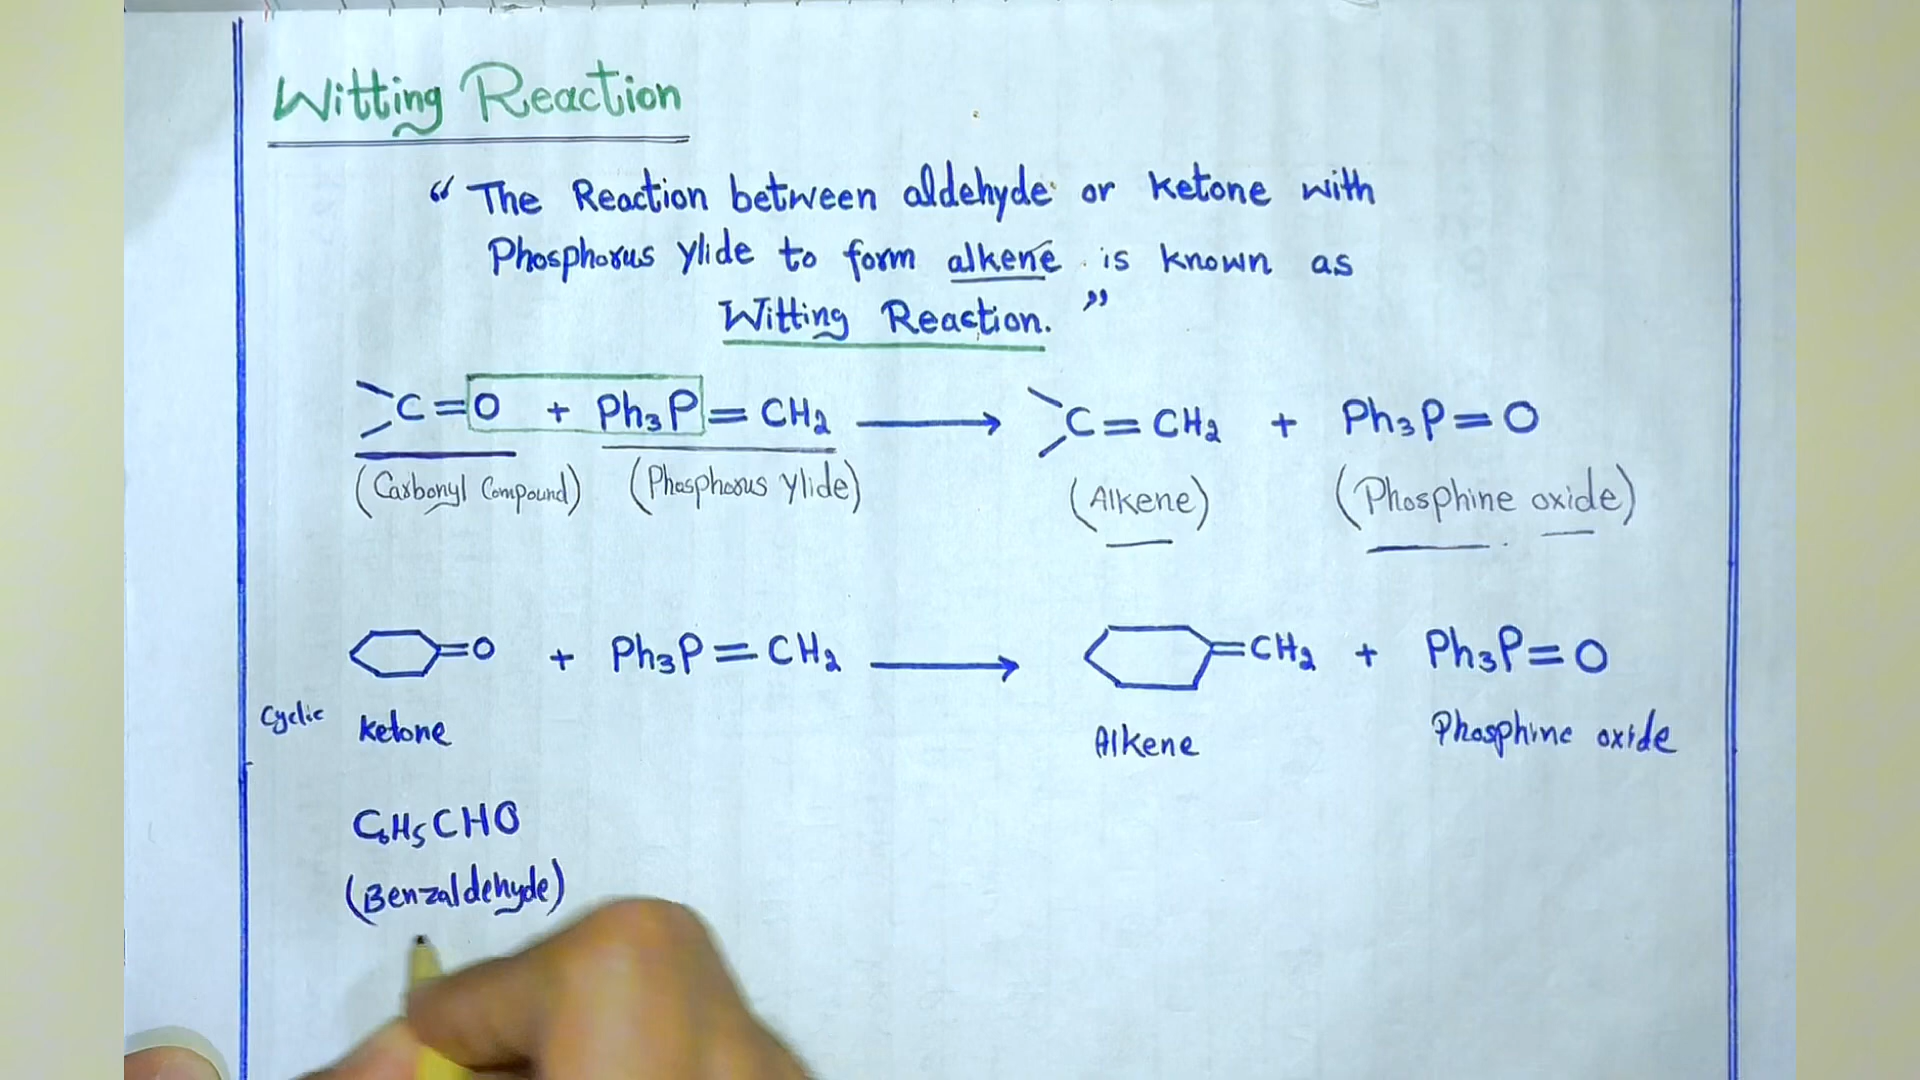 Witting Reaction
“ The Reaction between aldehyde or Ketone with
Phosphorus ylide to form alkene is known as
Witting Reaction. ”
C=O + Ph₃P=CH₂ ⟶ C=CH₂ + Ph₃P=O
(Carbonyl Compound) (Phosphorus ylide) (Alkene) (Phosphine oxide)
=O + Ph₃P=CH₂ ⟶ =CH₂ + Ph₃P=O
Cyclic Ketone Alkene Phosphine oxide
C₆H₅CHO
(Benzaldehyde)